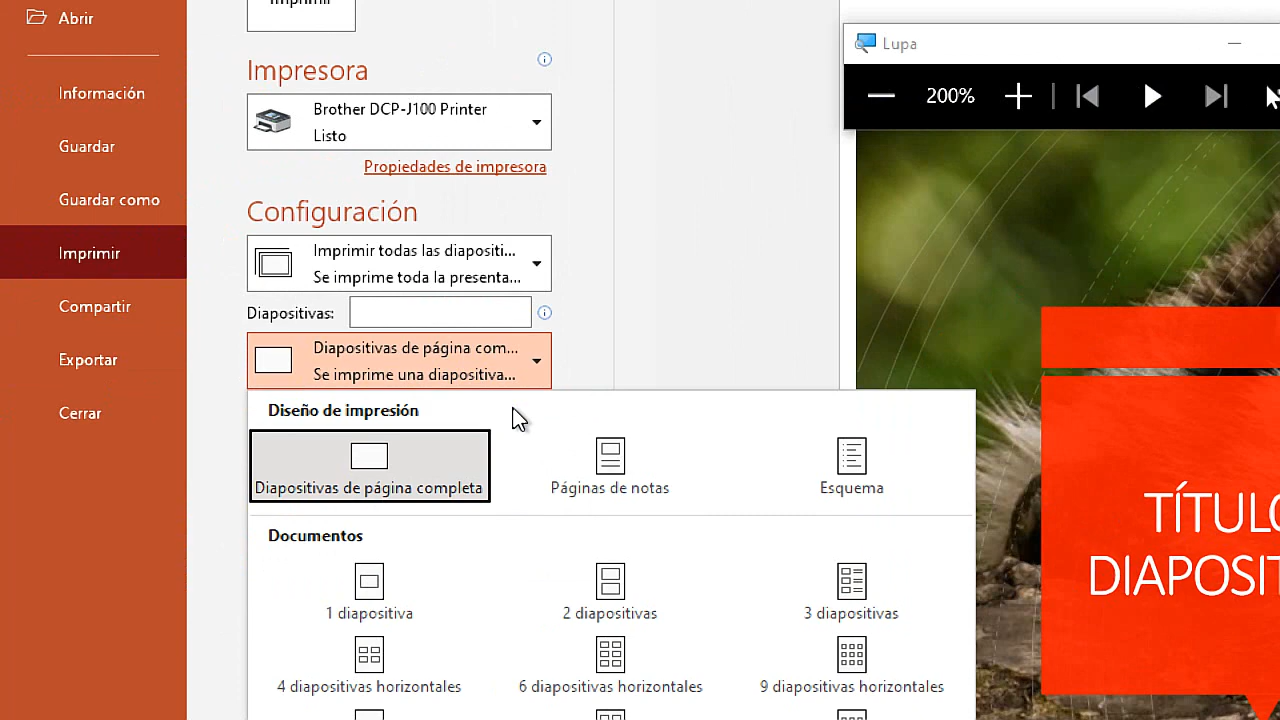 Abrir
Información
Guardar
Guardar como
Imprimir
Compartir
Exportar
Cerrar
Imprimir
Impresora
Brother DCP-J100 Printer
Listo
Propiedades de impresora
Configuración
Imprimir todas las diapositi...
Se imprime toda la presenta...
Diapositivas:
Diapositivas de página com...
Se imprime una diapositiva...
Diseño de impresión
Diapositivas de página completa
Páginas de notas
Esquema
Documentos
1 diapositiva
2 diapositivas
3 diapositivas
4 diapositivas horizontales
6 diapositivas horizontales
9 diapositivas horizontales
Lupa
200%
TÍTULO
DIAPOSIT